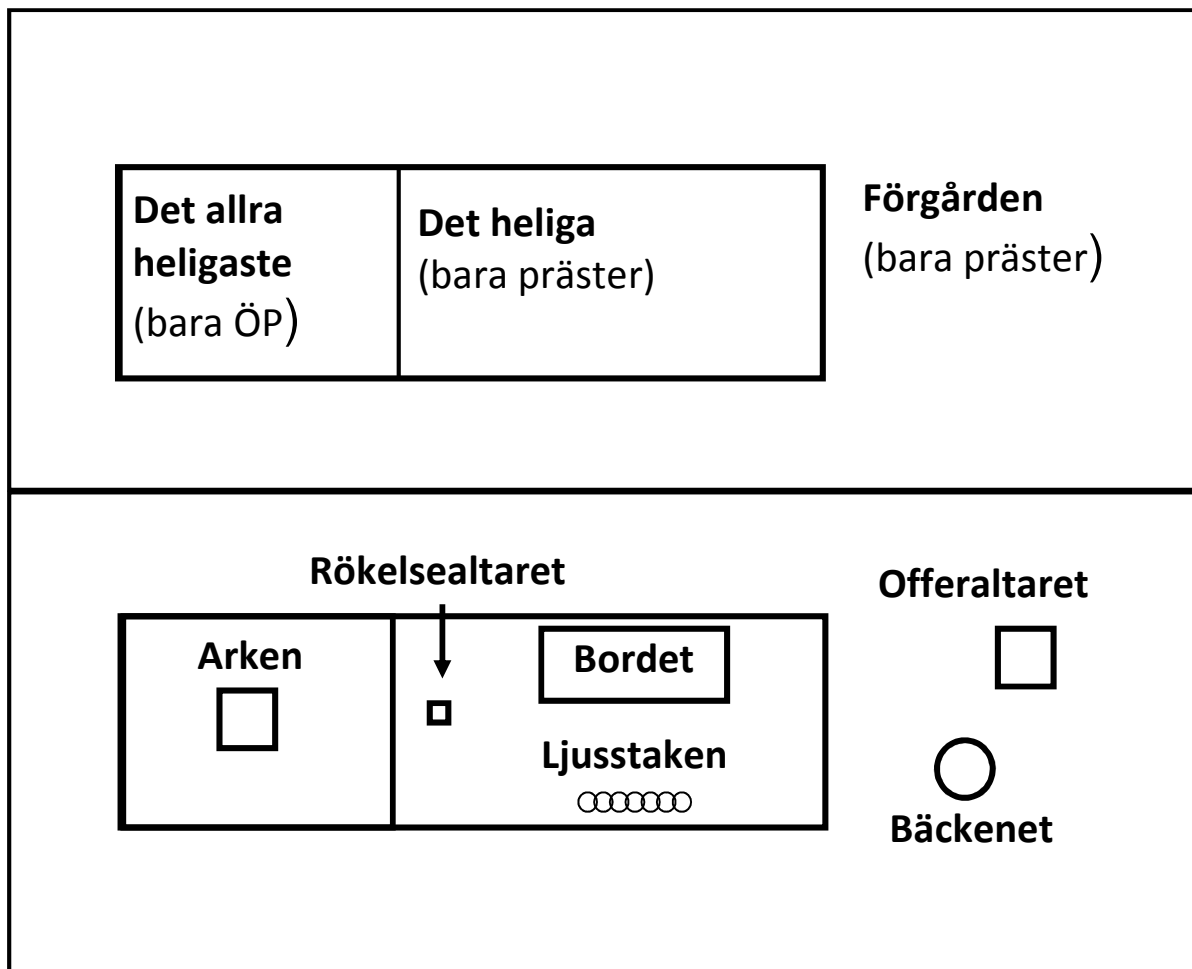 Det allra
heligaste
(bara ÖP)
Det heliga
(bara präster)
Förgården
(bara präster)
Rökelsealtaret
Offeraltaret
Arken
Bordet
Ljusstaken
Bäckenet